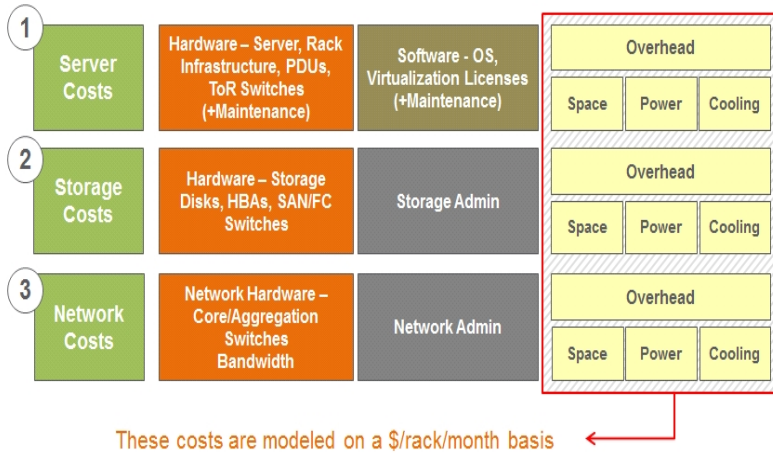 1
Server
Costs
Hardware – Server, Rack
Infrastructure, PDUs,
ToR Switches
(+Maintenance)
Software - OS,
Virtualization Licenses
(+Maintenance)
Overhead
Space
Power
Cooling
2
Storage
Costs
Hardware – Storage
Disks, HBAs, SAN/FC
Switches
Storage Admin
Overhead
Space
Power
Cooling
3
Network
Costs
Network Hardware –
Core/Aggregation
Switches
Bandwidth
Network Admin
Overhead
Space
Power
Cooling
These costs are modeled on a $/rack/month basis